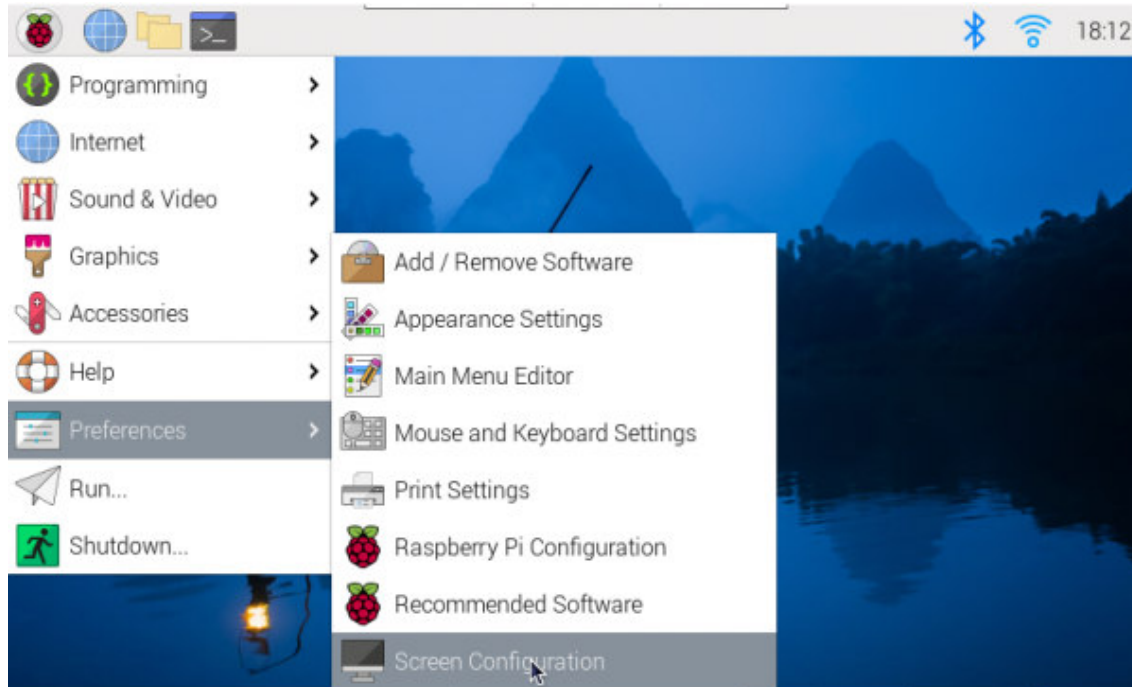 18:12
Programming
Internet
Sound & Video
Graphics
Accessories
Help
Preferences
Run...
Shutdown...
Add / Remove Software
Appearance Settings
Main Menu Editor
Mouse and Keyboard Settings
Print Settings
Raspberry Pi Configuration
Recommended Software
Screen Configuration